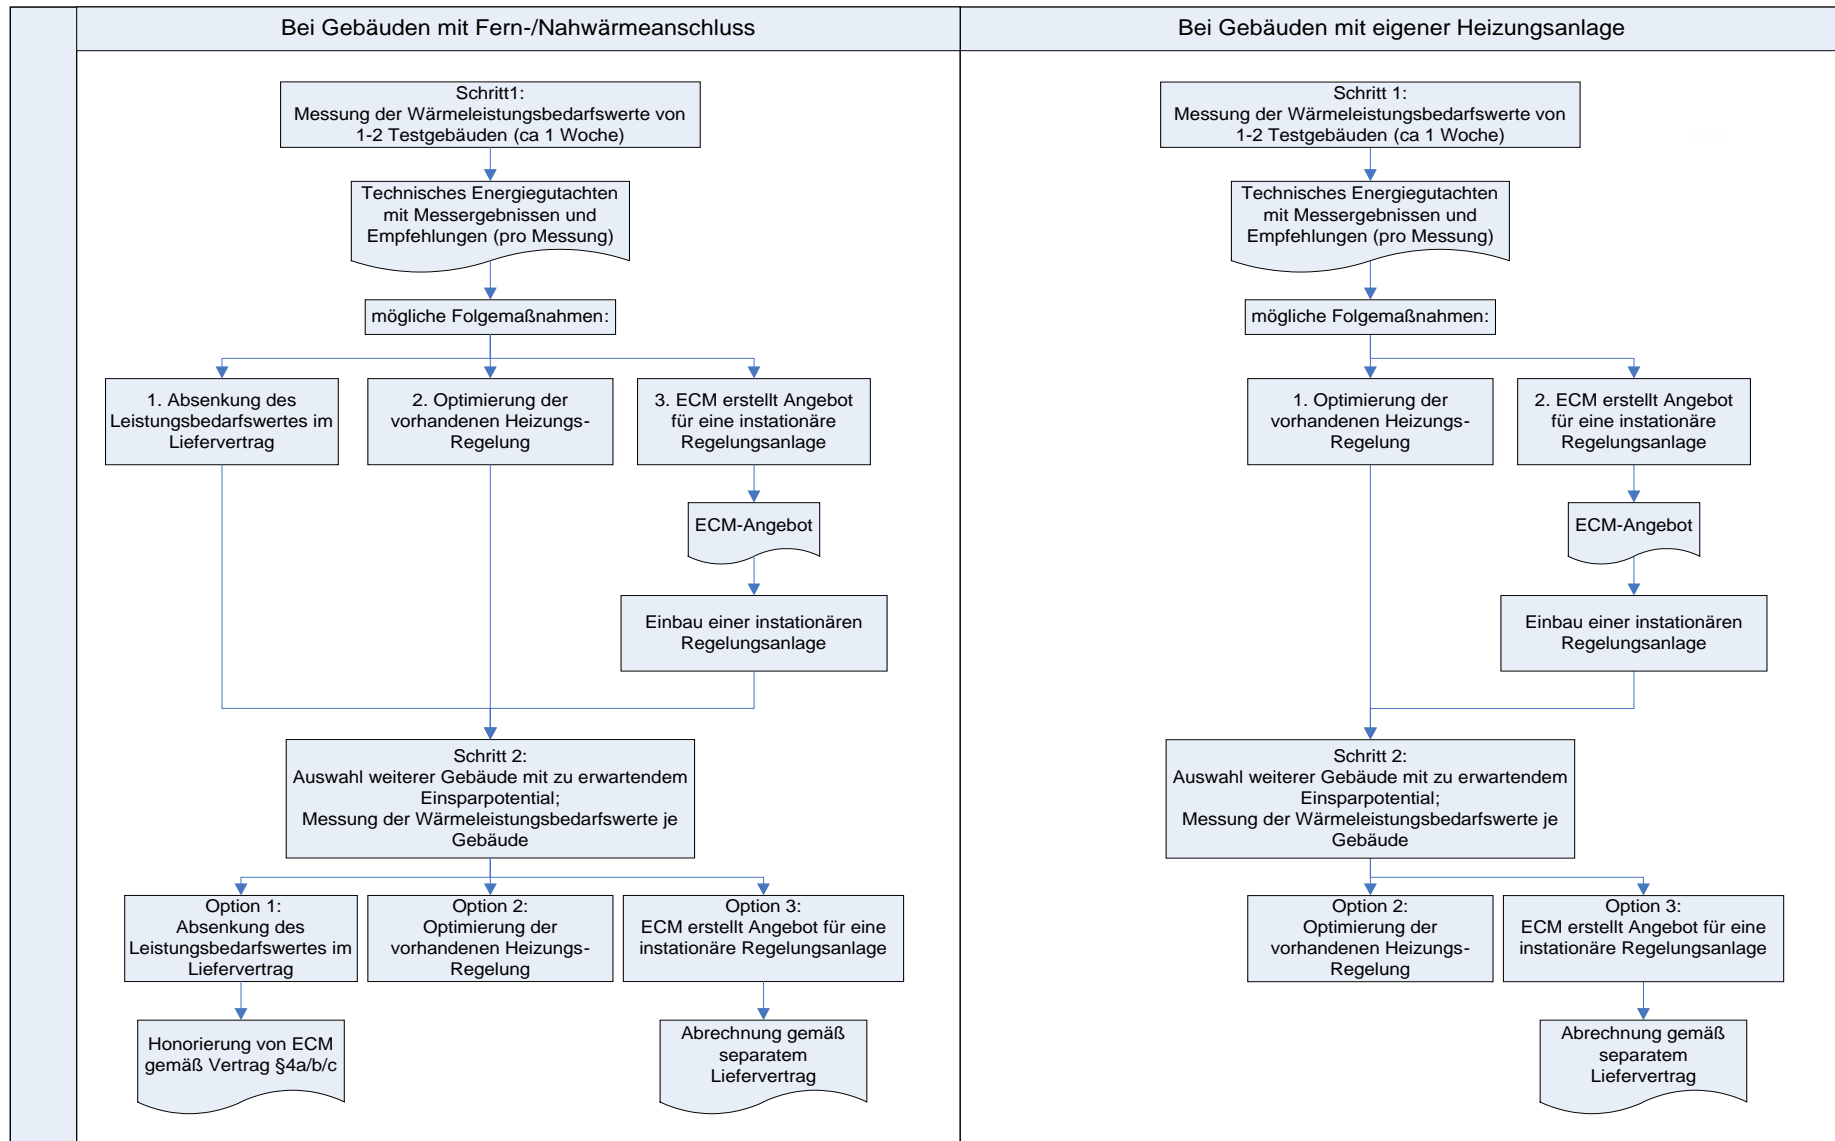 Bei Gebäuden mit Fern-/Nahwärmeanschluss
Schritt1:
Messung der Wärmeleistungsbedarfswerte von
1-2 Testgebäuden (ca 1 Woche)
Technisches Energiegutachten
mit Messergebnissen und
Empfehlungen (pro Messung)
mögliche Folgemaßnahmen:
1. Absenkung des
Leistungsbedarfswertes im
Liefervertrag
2. Optimierung der
vorhandenen Heizungs-
Regelung
3. ECM erstellt Angebot
für eine instationäre
Regelungsanlage
ECM-Angebot
Einbau einer instationären
Regelungsanlage
Schritt 2:
Auswahl weiterer Gebäude mit zu erwartendem
Einsparpotential;
Messung der Wärmeleistungsbedarfswerte je
Gebäude
Option 1:
Absenkung des
Leistungsbedarfswertes im
Liefervertrag
Option 2:
Optimierung der
vorhandenen Heizungs-
Regelung
Option 3:
ECM erstellt Angebot für eine
instationäre Regelungsanlage
Honorierung von ECM
gemäß Vertrag §4a/b/c
Abrechnung gemäß
separatem
Liefervertrag
Bei Gebäuden mit eigener Heizungsanlage
Schritt 1:
Messung der Wärmeleistungsbedarfswerte von
1-2 Testgebäuden (ca 1 Woche)
Technisches Energiegutachten
mit Messergebnissen und
Empfehlungen (pro Messung)
mögliche Folgemaßnahmen:
1. Optimierung der
vorhandenen Heizungs-
Regelung
2. ECM erstellt Angebot
für eine instationäre
Regelungsanlage
ECM-Angebot
Einbau einer instationären
Regelungsanlage
Schritt 2:
Auswahl weiterer Gebäude mit zu erwartendem
Einsparpotential;
Messung der Wärmeleistungsbedarfswerte je
Gebäude
Option 2:
Optimierung der
vorhandenen Heizungs-
Regelung
Option 3:
ECM erstellt Angebot für eine
instationäre Regelungsanlage
Abrechnung gemäß
separatem
Liefervertrag